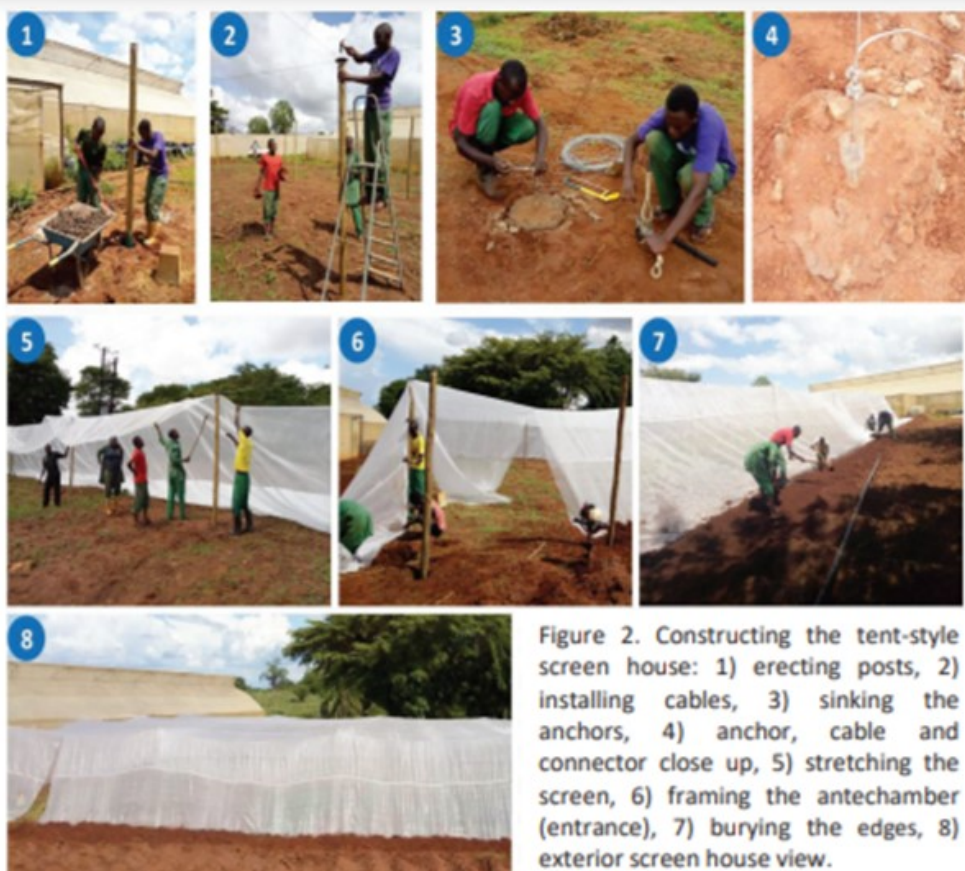 1
2
3
4
5
6
7
8
Figure 2. Constructing the tent-style
screen house: 1) erecting posts, 2)
installing cables, 3) sinking the
anchors, 4) anchor, cable and
connector close up, 5) stretching the
screen, 6) framing the antechamber
(entrance), 7) burying the edges, 8)
exterior screen house view.